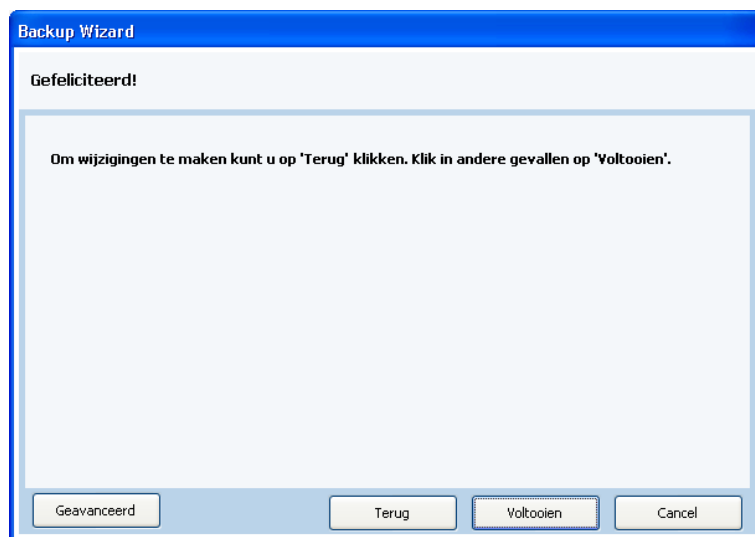 Backup Wizard
Gefeliciteerd!
Om wijzigingen te maken kunt u op 'Terug' klikken. Klik in andere gevallen op 'Voltooien'.
Geavanceerd Terug Voltooien Cancel